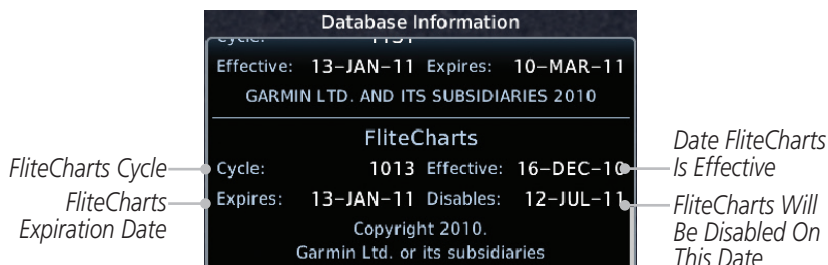 Database Information
Effective: 13-JAN-11 Expires: 10-MAR-11
GARMIN LTD. AND ITS SUBSIDIARIES 2010
FliteCharts
FliteCharts Cycle
Cycle: 1013 Effective: 16-DEC-10
Date FliteCharts
Is Effective
FliteCharts
Expiration Date
Expires: 13-JAN-11 Disables: 12-JUL-11
FliteCharts Will
Be Disabled On
This Date
Copyright 2010.
Garmin Ltd. or its subsidiaries